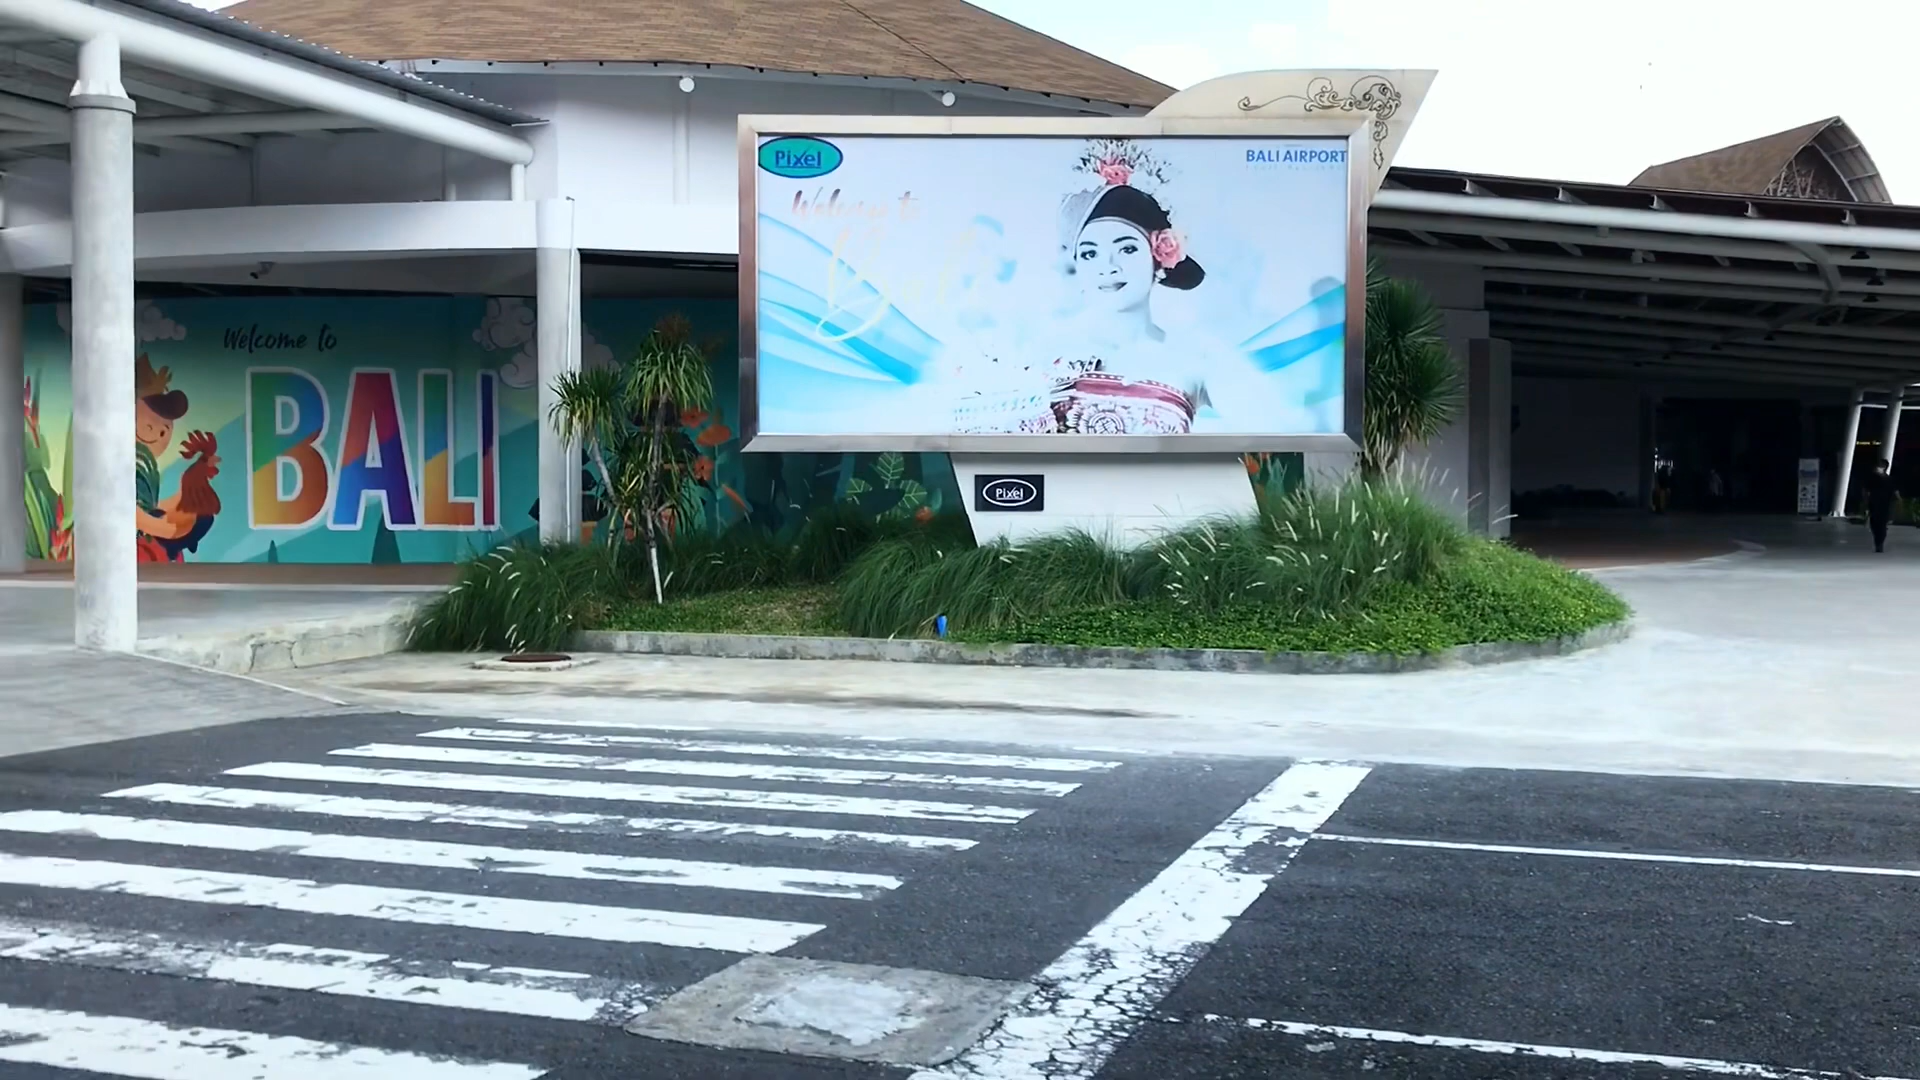 Pixel
BALI AIRPORT
Welcome to
Bali
Welcome to
BALI
Pixel